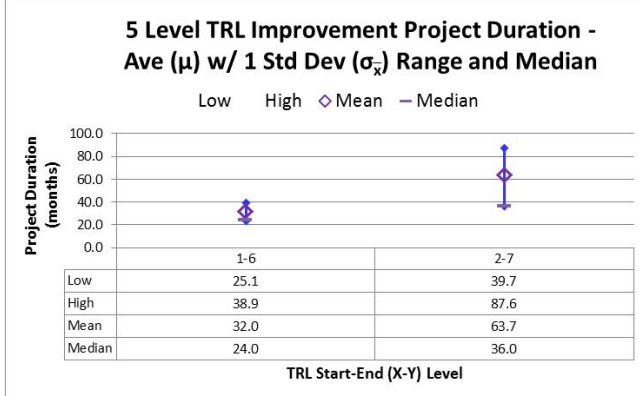 5 Level TRL Improvement Project Duration -
Ave (μ) w/ 1 Std Dev (σx̅) Range and Median
Low High Mean Median
Project Duration
(months)
100.0
80.0
60.0
40.0
20.0
0.0
1-6 2-7
Low 25.1 39.7
High 38.9 87.6
Mean 32.0 63.7
Median 24.0 36.0
TRL Start-End (X-Y) Level